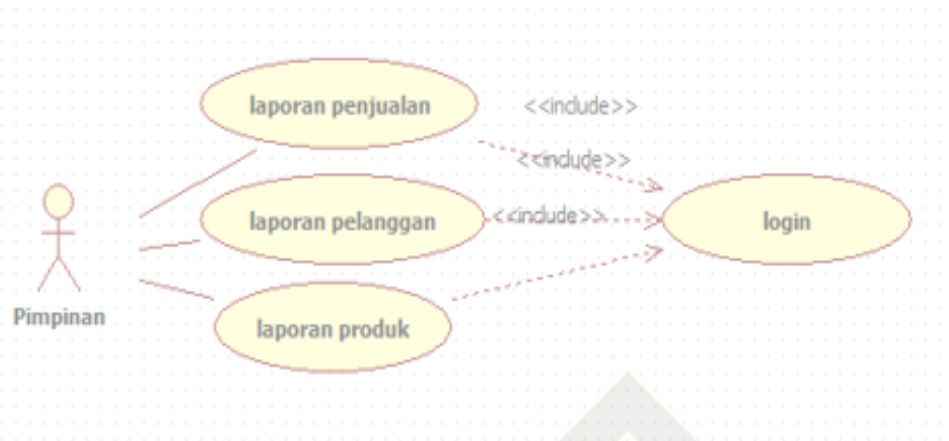 laporan penjualan
<<include>>
<<include>>
laporan pelanggan
<<include>>
login
Pimpinan
laporan produk